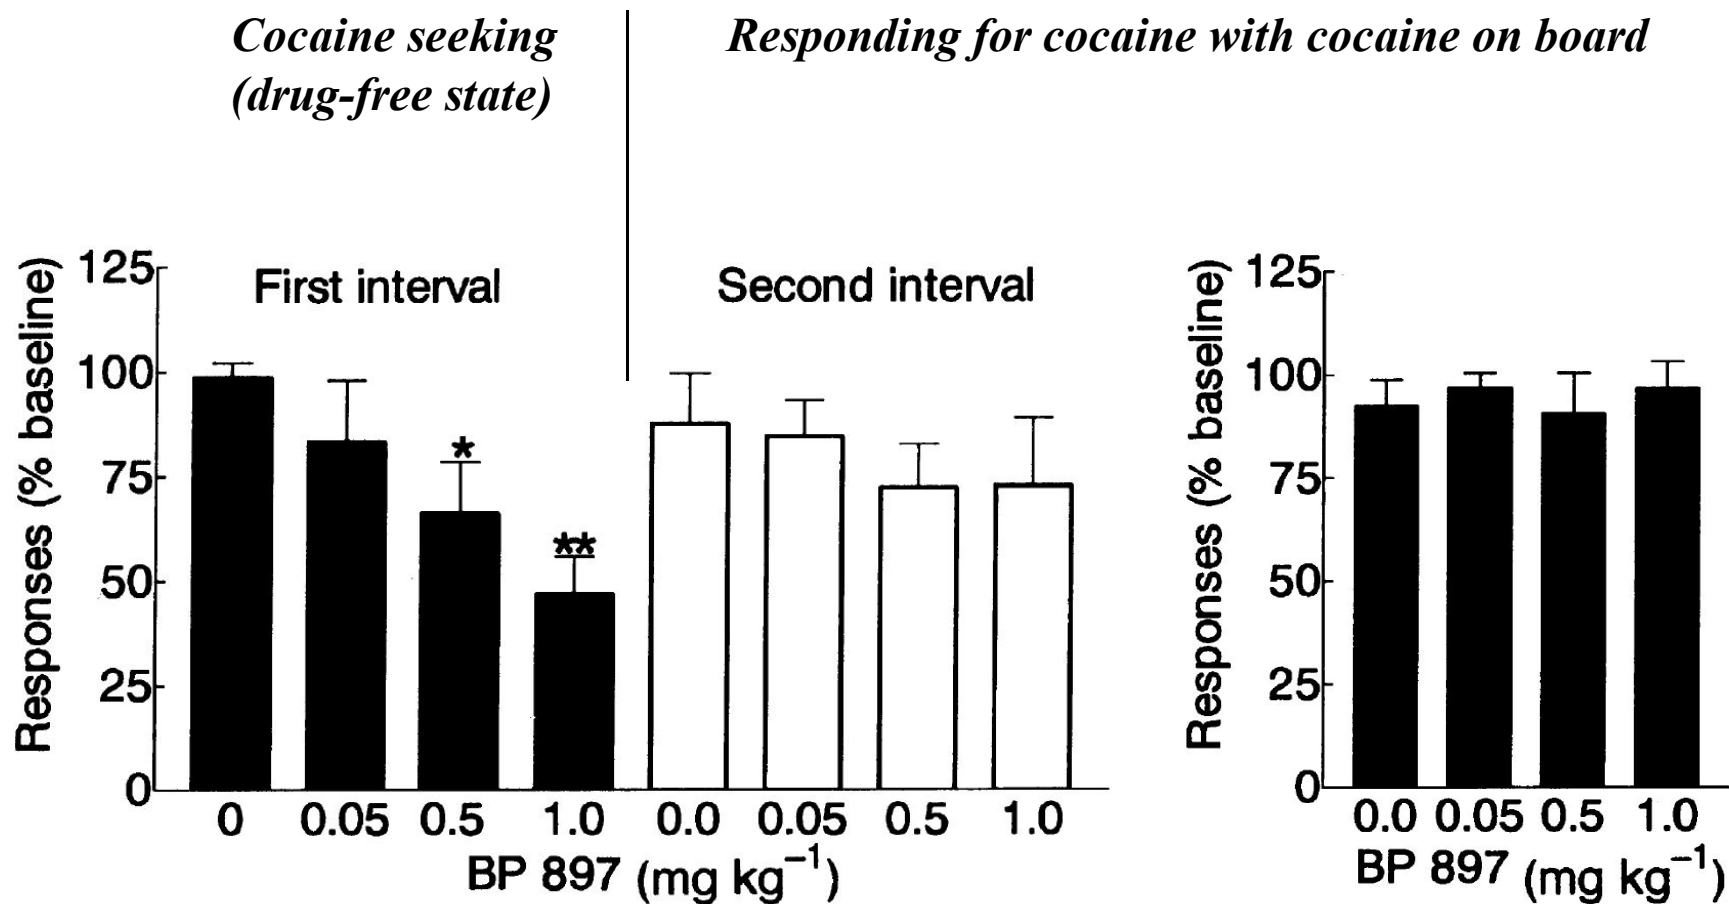 Cocaine seeking
(drug-free state)
Responding for cocaine with cocaine on board
Responses (% baseline)
125
100
75
50
25
0
First interval
Second interval
*
**
0 0.05 0.5 1.0 0.0 0.05 0.5 1.0
BP 897 (mg kg⁻¹)
Responses (% baseline)
125
100
75
50
25
0
0.0 0.05 0.5 1.0
BP 897 (mg kg⁻¹)